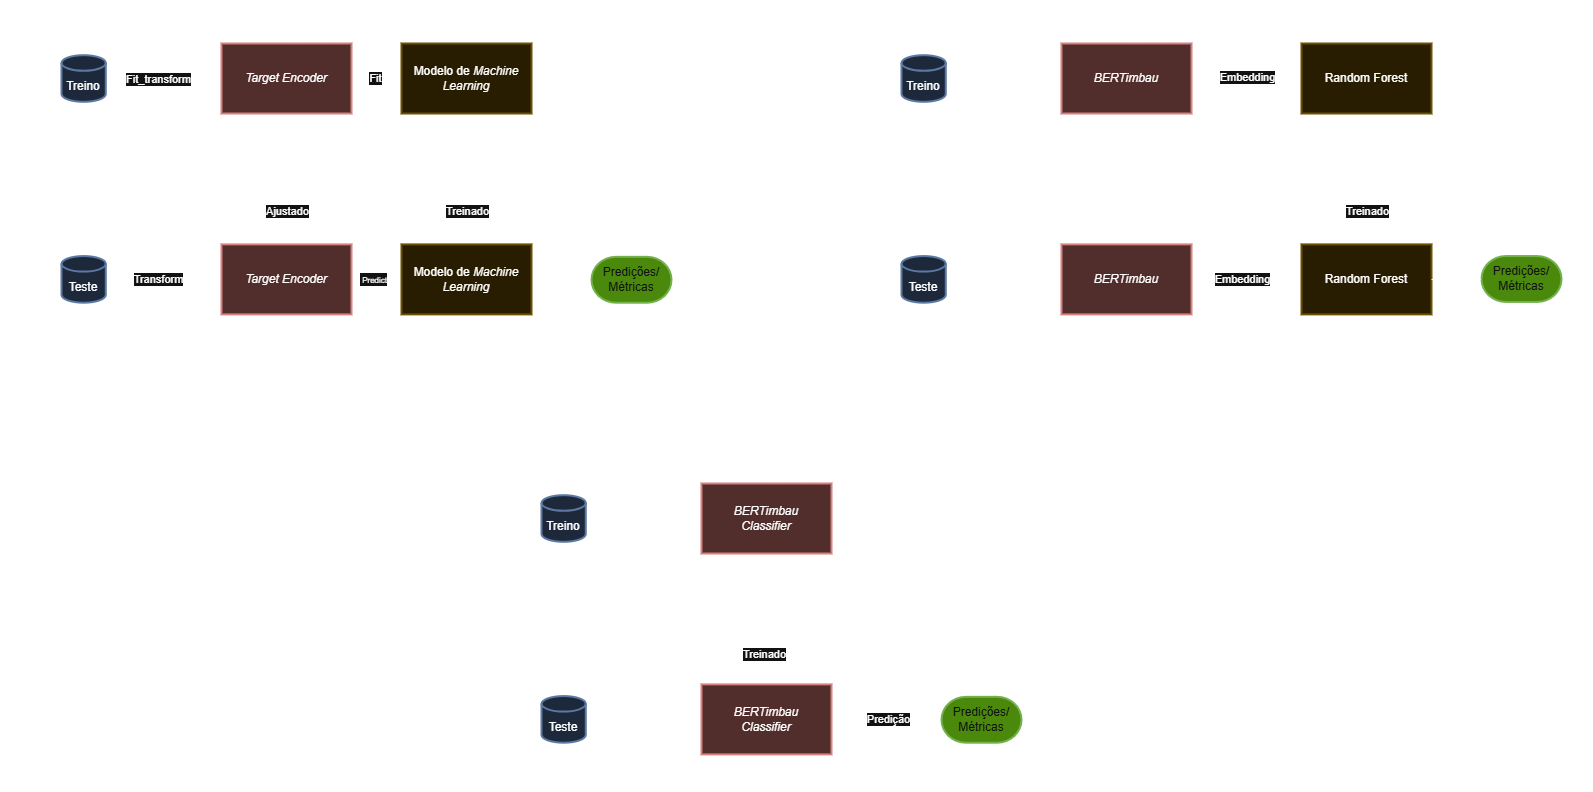 Treino
Fit_transform
Target Encoder
Fit
Modelo de Machine
Learning
Ajustado
Treinado
Teste
Transform
Target Encoder
Predict
Modelo de Machine
Learning
Predições/
Métricas
Treino
BERTimbau
Embedding
Random Forest
Treinado
Teste
BERTimbau
Embedding
Random Forest
Predições/
Métricas
Treino
BERTimbau
Classifier
Treinado
Teste
BERTimbau
Classifier
Predição
Predições/
Métricas